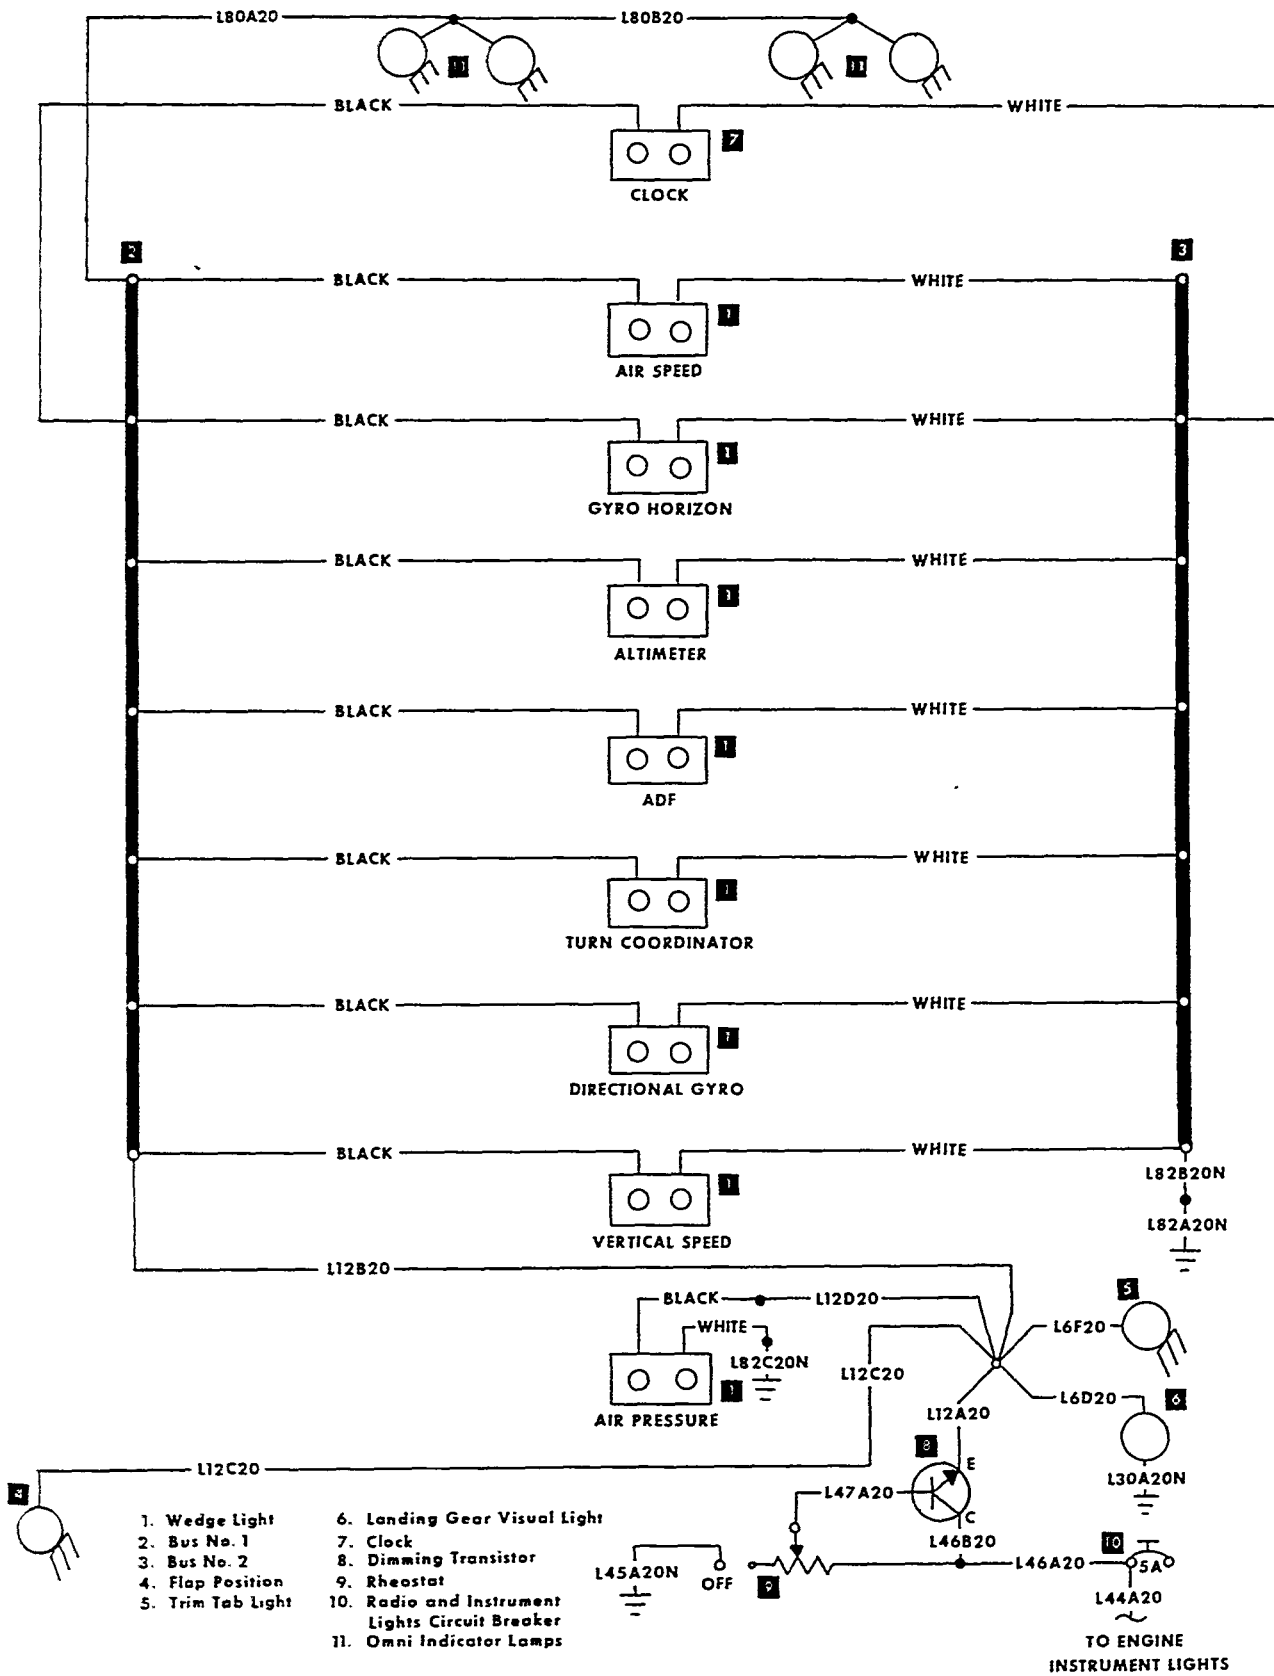 L80A20 L80B20
11 11
BLACK WHITE
7
CLOCK
2 3
BLACK WHITE
1
AIR SPEED
BLACK WHITE
1
GYRO HORIZON
BLACK WHITE
1
ALTIMETER
BLACK WHITE
1
ADF
BLACK WHITE
1
TURN COORDINATOR
BLACK WHITE
1
DIRECTIONAL GYRO
BLACK WHITE
1
VERTICAL SPEED
L82B20N
L82A20N
L12B20
5
BLACK L12D20
WHITE
L6F20
L82C20N
L12C20
1
AIR PRESSURE
L6D20
6
L12A20
8
E
L12C20
4
L30A20N
L47A20
C
L46B20
10
L45A20N
OFF
9
L46A20
5A
L44A20
TO ENGINE
INSTRUMENT LIGHTS
1. Wedge Light
2. Bus No. 1
3. Bus No. 2
4. Flap Position
5. Trim Tab Light
6. Landing Gear Visual Light
7. Clock
8. Dimming Transistor
9. Rheostat
10. Radio and Instrument
Lights Circuit Breaker
11. Omni Indicator Lamps